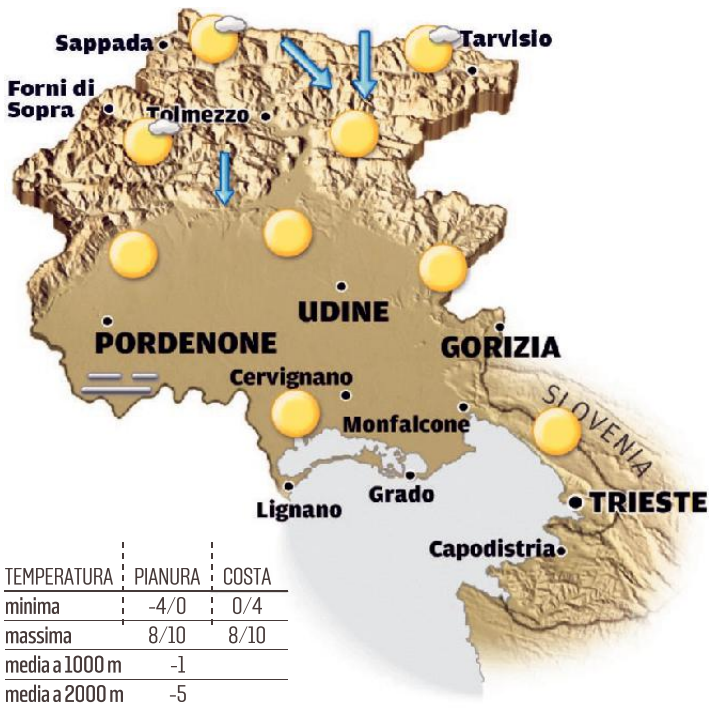 Sappada
Tarvisio
Forni di
Sopra
Tolmezzo
UDINE
PORDENONE
GORIZIA
Cervignano
SLOVENIA
Monfalcone
Grado
Lignano
TRIESTE
Capodistria
TEMPERATURA PIANURA COSTA
minima -4/0 0/4
massima 8/10 8/10
media a 1000 m -1
media a 2000 m -5